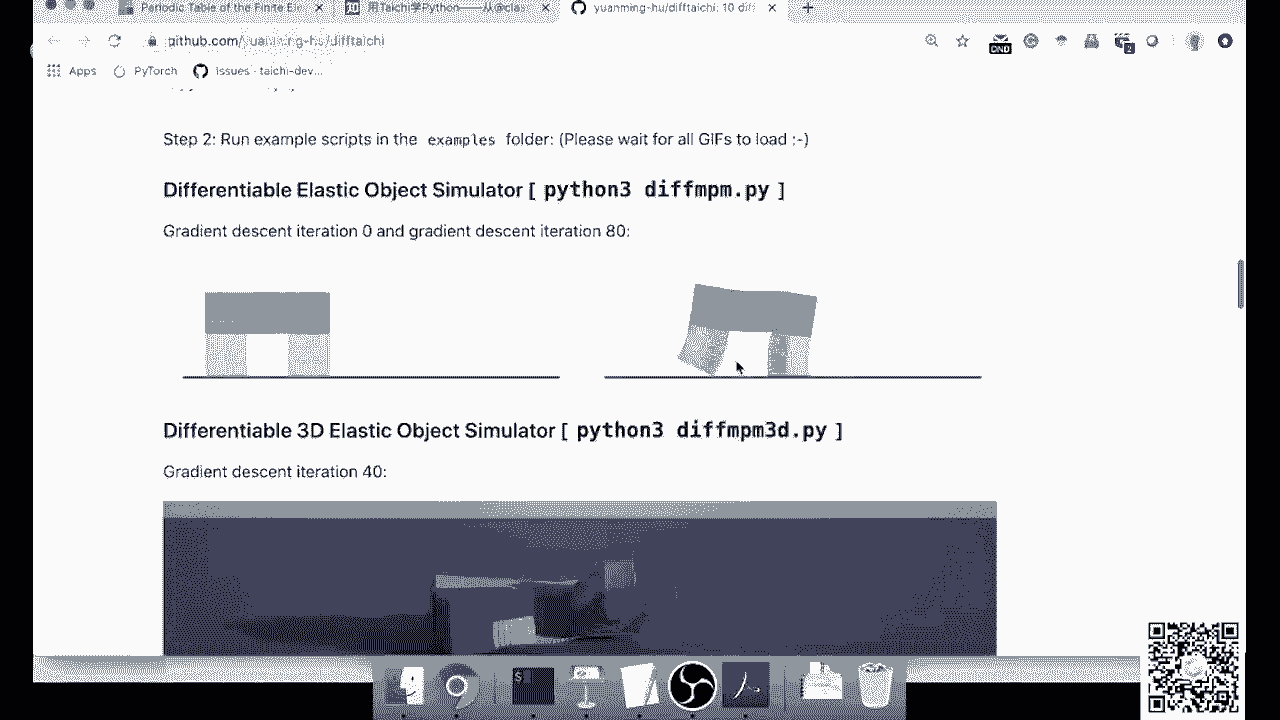 Periodic Table of the Finite Ele
用Taichi学Python——从@clas
yuanming-hu/difftaichi: 10 diff
github.com/yuanming-hu/difftaichi
DND
2
Apps
PyTorch
Issues · taichi-dev...
Step 2: Run example scripts in the examples folder: (Please wait for all GIFs to load :-)
Differentiable Elastic Object Simulator [ python3 diffmpm.py ]
Gradient descent iteration 0 and gradient descent iteration 80:
Differentiable 3D Elastic Object Simulator [ python3 diffmpm3d.py ]
Gradient descent iteration 40: